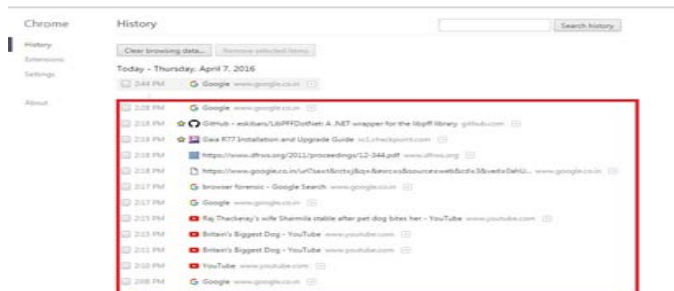 Chrome
History
Search history
History
Extensions
Settings
About
Clear browsing data...
Remove selected items
Today - Thursday, April 7, 2016
2:44 PM Google www.google.co.in
2:28 PM Google www.google.co.in
2:18 PM GitHub - eskibars/LibPFFDotNet: A .NET wrapper for the libpff library github.com
2:18 PM Gaia R77 Installation and Upgrade Guide sc1.checkpoint.com
2:18 PM https://www.dfrws.org/2011/proceedings/12-344.pdf www.dfrws.org
2:18 PM www.google.co.in
2:17 PM browser forensic - Google Search www.google.co.in
2:17 PM Google www.google.co.in
2:15 PM Raj Thackeray's wife Sharmila stable after pet dog bites her - YouTube www.youtube.com
2:15 PM Britain's Biggest Dog - YouTube www.youtube.com
2:11 PM Britain's Biggest Dog - YouTube www.youtube.com
2:10 PM YouTube www.youtube.com
2:08 PM Google www.google.co.in